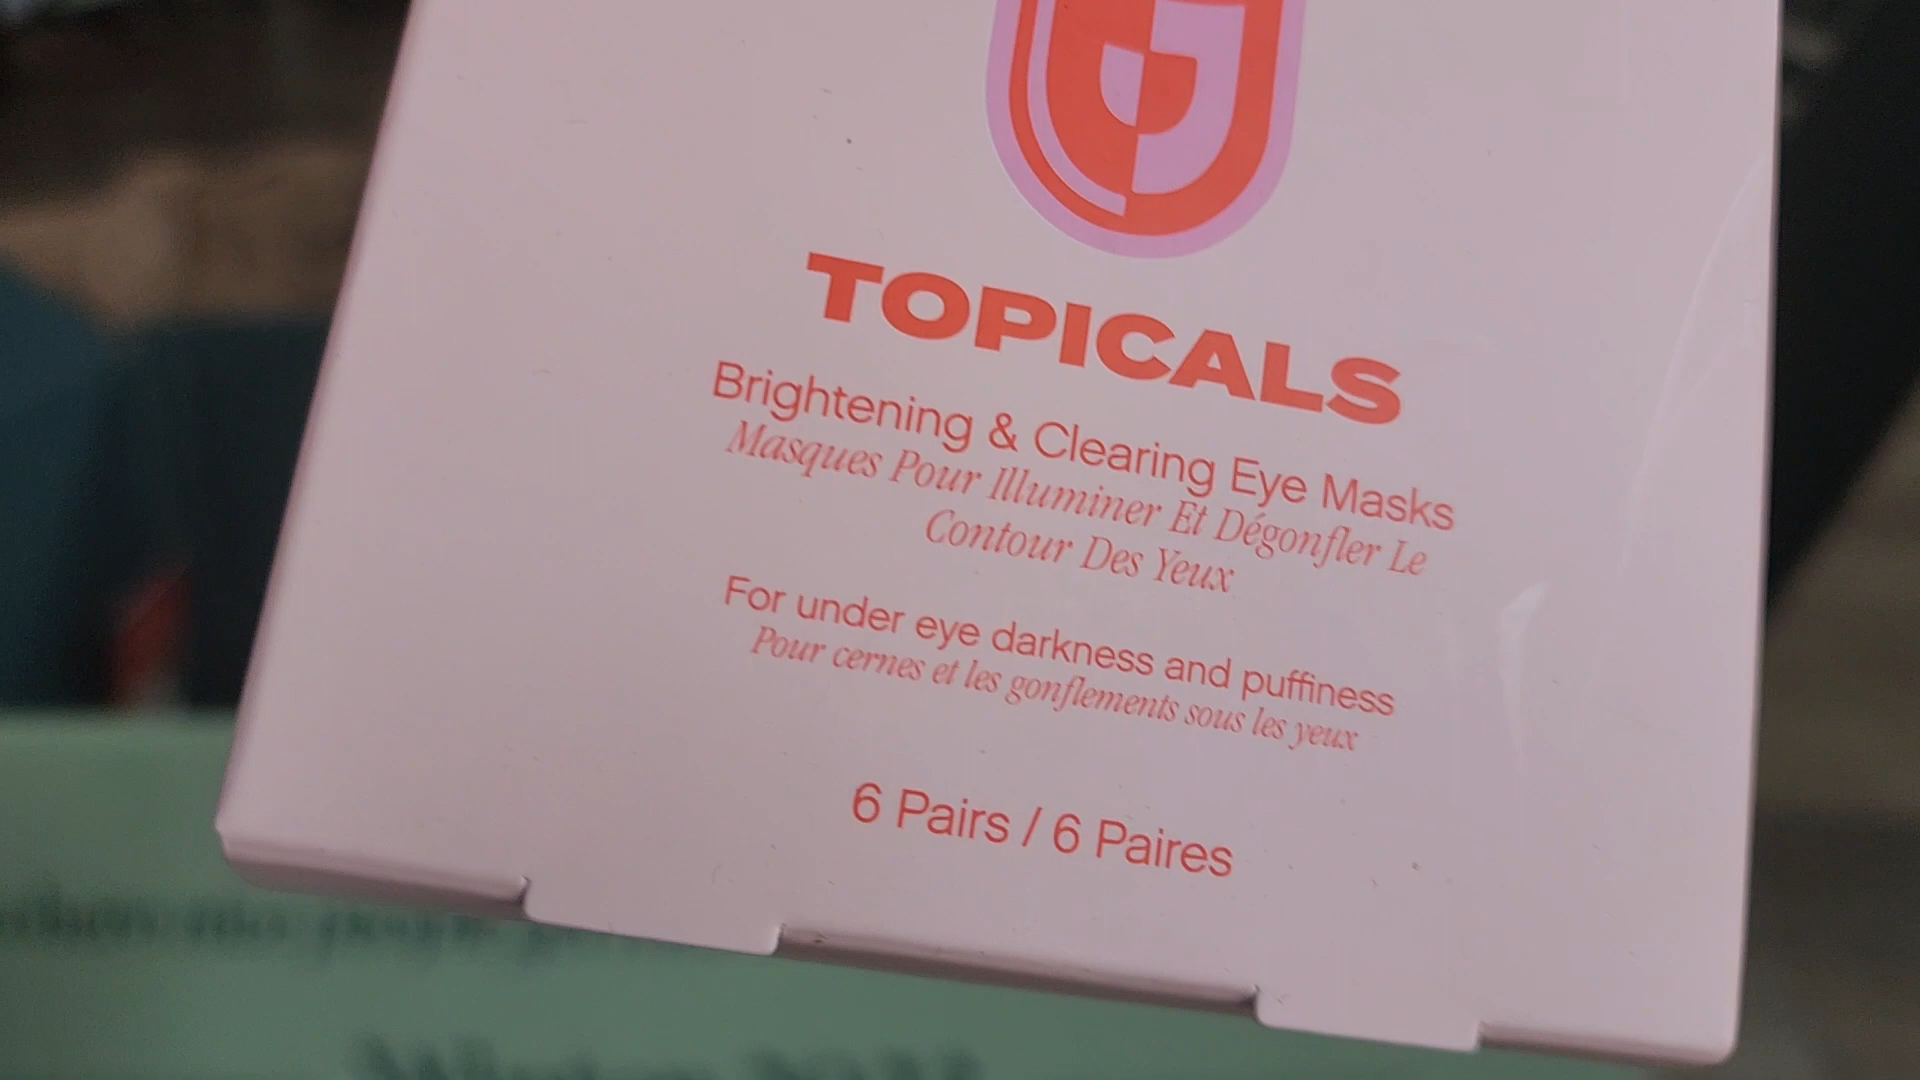 TOPICALS
Brightening & Clearing Eye Masks
Masques Pour Illuminer Et Dégonfler Le
Contour Des Yeux
For under eye darkness and puffiness
Pour cernes et les gonflements sous les yeux
6 Pairs / 6 Paires